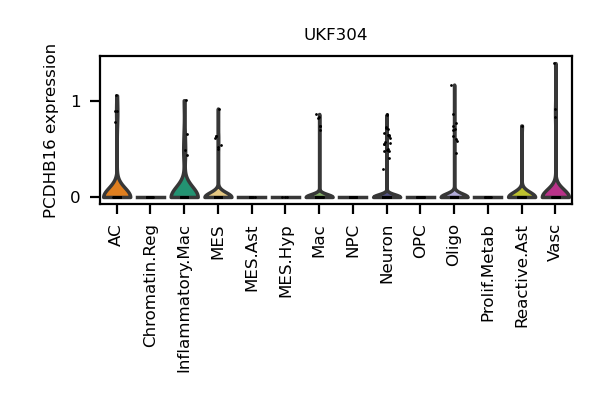 UKF304
PCDHB16 expression
1
0
AC
Chromatin.Reg
Inflammatory.Mac
MES
MES.Ast
MES.Hyp
Mac
NPC
Neuron
OPC
Oligo
Prolif.Metab
Reactive.Ast
Vasc